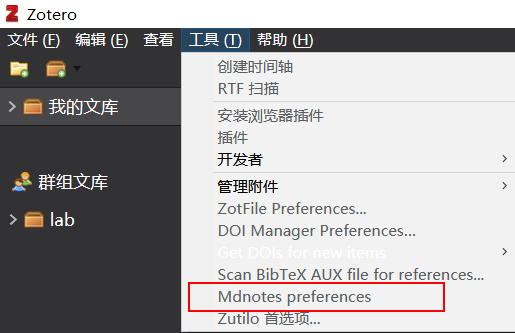 Zotero
文件 (F) 编辑 (E) 查看 工具 (T) 帮助 (H)
创建时间轴
RTF 扫描
我的文库
安装浏览器插件
插件
开发者
管理附件
群组文库
ZotFile Preferences...
lab
DOI Manager Preferences...
Get DOIs for new items
Scan BibTeX AUX file for references...
Mdnotes preferences
Zutilo 首选项...